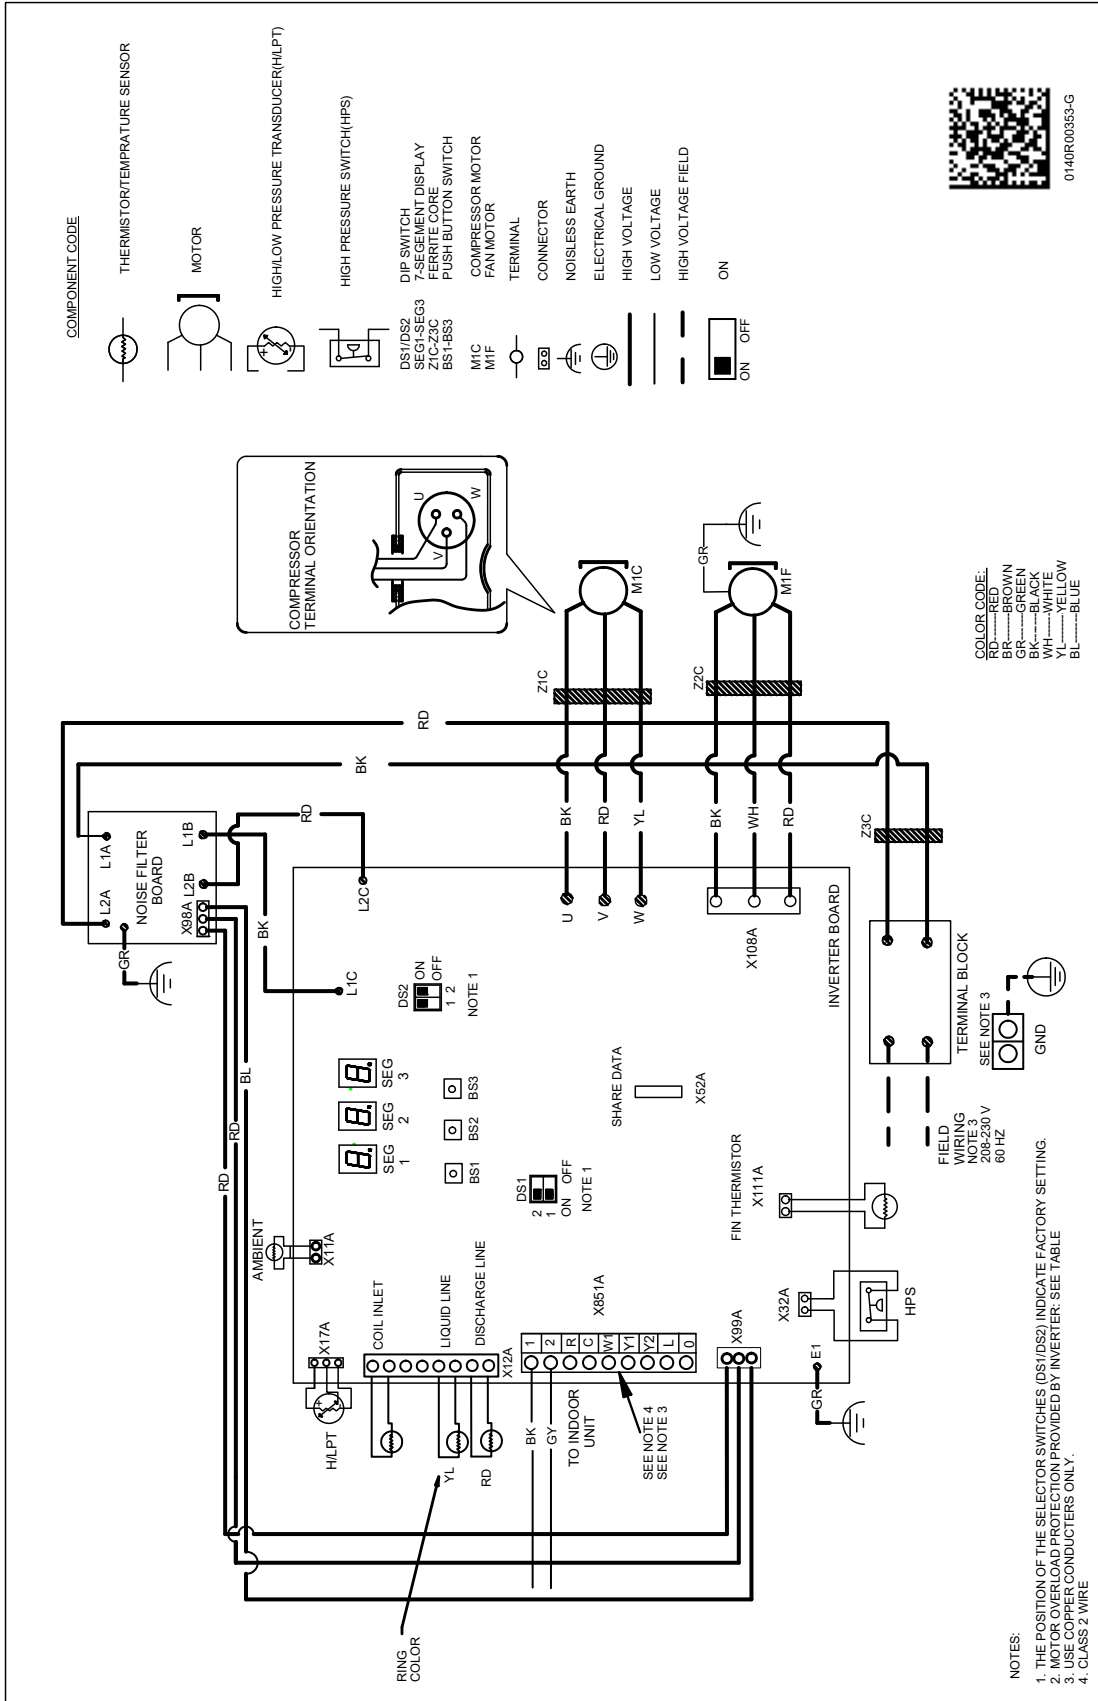 COMPONENT CODE
THERMISTOR/TEMPRATURE SENSOR
MOTOR
HIGH/LOW PRESSURE TRANSDUCER(H/LPT)
HIGH PRESSURE SWITCH(HPS)
DS1/DS2 DIP SWITCH
SEG1-SEG3 7-SEGEMENT DISPLAY
Z1C-Z3C FERRITE CORE
BS1-BS3 PUSH BUTTON SWITCH
M1C COMPRESSOR MOTOR
M1F FAN MOTOR
TERMINAL
CONNECTOR
NOISLESS EARTH
ELECTRICAL GROUND
HIGH VOLTAGE
LOW VOLTAGE
HIGH VOLTAGE FIELD
ON
ON OFF
0140R00353-G
COMPRESSOR
TERMINAL ORIENTATION
U
V
W
NOISE FILTER
BOARD
L2A
L1A
X98A
L2B
L1B
GR
RD
BK
RD
BK
RD
RD
BL
L1C
L2C
Z1C
BK
RD
YL
U
V
W
M1C
Z2C
BK
WH
RD
GR
M1F
X108A
INVERTER BOARD
Z3C
TERMINAL BLOCK
SEE NOTE 3
GND
FIELD
WIRING
NOTE 3
208-230 V
60 HZ
DS2
ON
OFF
1 2
NOTE 1
SEG
1
SEG
2
SEG
3
BS1
BS2
BS3
SHARE DATA
X52A
DS1
2
1
ON OFF
NOTE 1
FIN THERMISTOR
X111A
AMBIENT
X11A
X17A
H/LPT
COIL INLET
LIQUID LINE
DISCHARGE LINE
X12A
YL
RD
RING
COLOR
X851A
1
2
R
C
W1
Y1
Y2
L
0
BK
GY
TO INDOOR
UNIT
SEE NOTE 4
SEE NOTE 3
X99A
X32A
HPS
E1
GR
COLOR CODE:
RD--------RED
BR-------BROWN
GR-------GREEN
BK-------BLACK
WH------WHITE
YL--------YELLOW
BL--------BLUE
NOTES:
1. THE POSITION OF THE SELECTOR SWITCHES (DS1/DS2) INDICATE FACTORY SETTING.
2. MOTOR OVERLOAD PROTECTION PROVIDED BY INVERTER: SEE TABLE
3. USE COPPER CONDUCTERS ONLY.
4. CLASS 2 WIRE